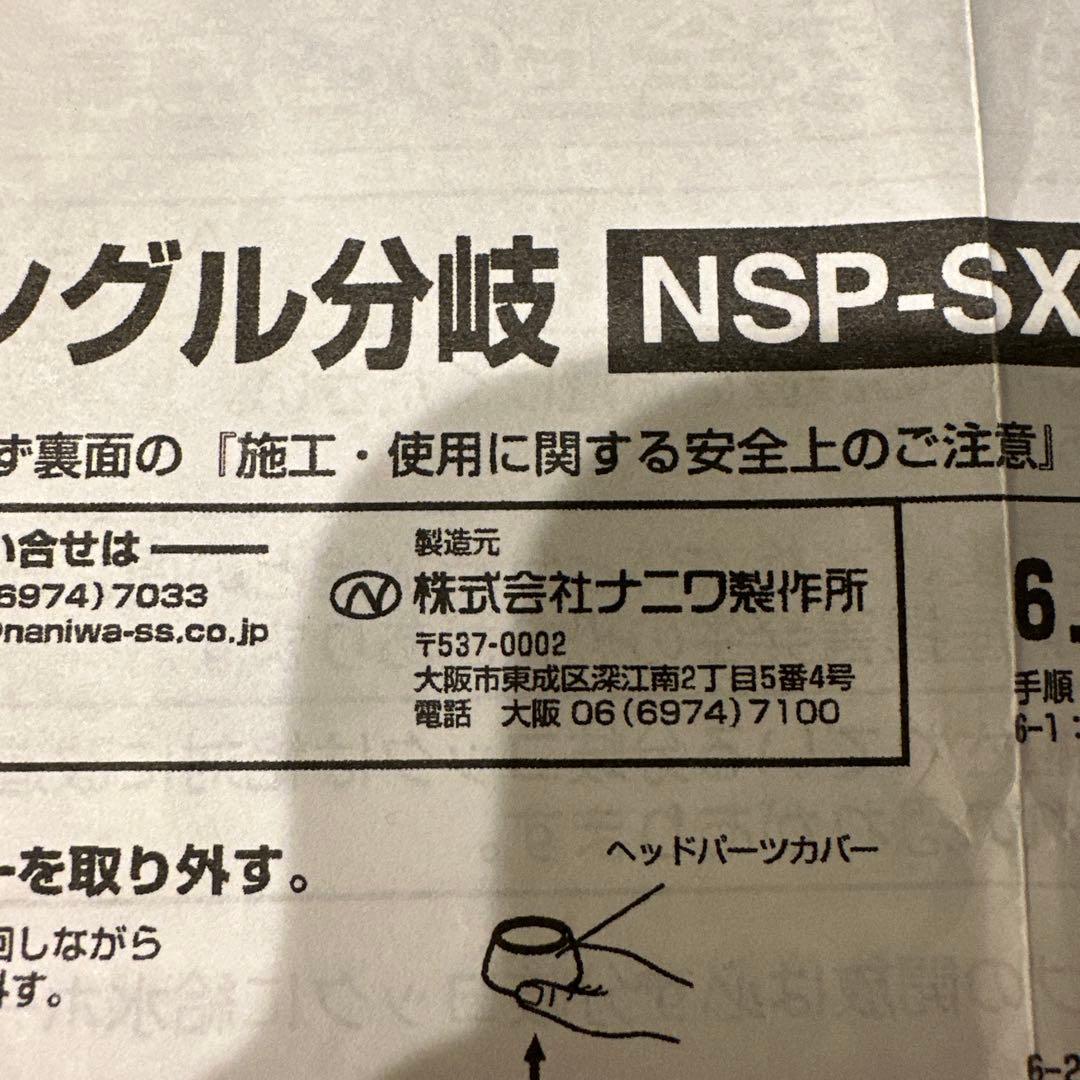 ングル分岐 NSP-SX
ず裏面の『施工・使用に関する安全上のご注意』
い合せは
6974)7033
@naniwa-ss.co.jp
製造元
株式会社ナニワ製作所
〒537-0002
大阪市東成区深江南2丁目5番4号
電話 大阪 06(6974)7100
6.
手順
6-1:
ーを取り外す。
回しながら
外す。
ヘッドパーツカバー
6-2